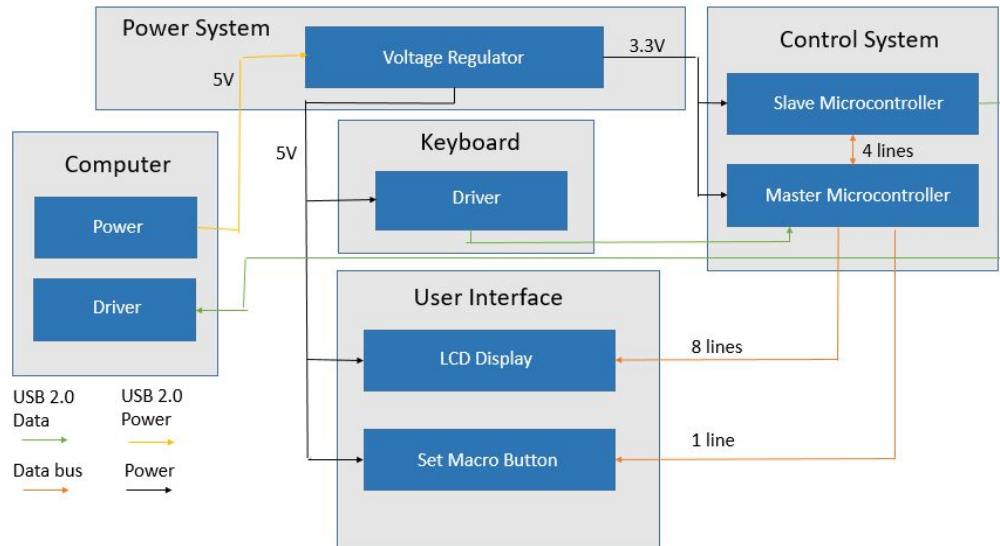 Power System
Voltage Regulator
3.3V
5V
Control System
Slave Microcontroller
4 lines
Master Microcontroller
Computer
Power
Driver
5V
Keyboard
Driver
User Interface
LCD Display
8 lines
Set Macro Button
1 line
USB 2.0
Data
USB 2.0
Power
Data bus
Power